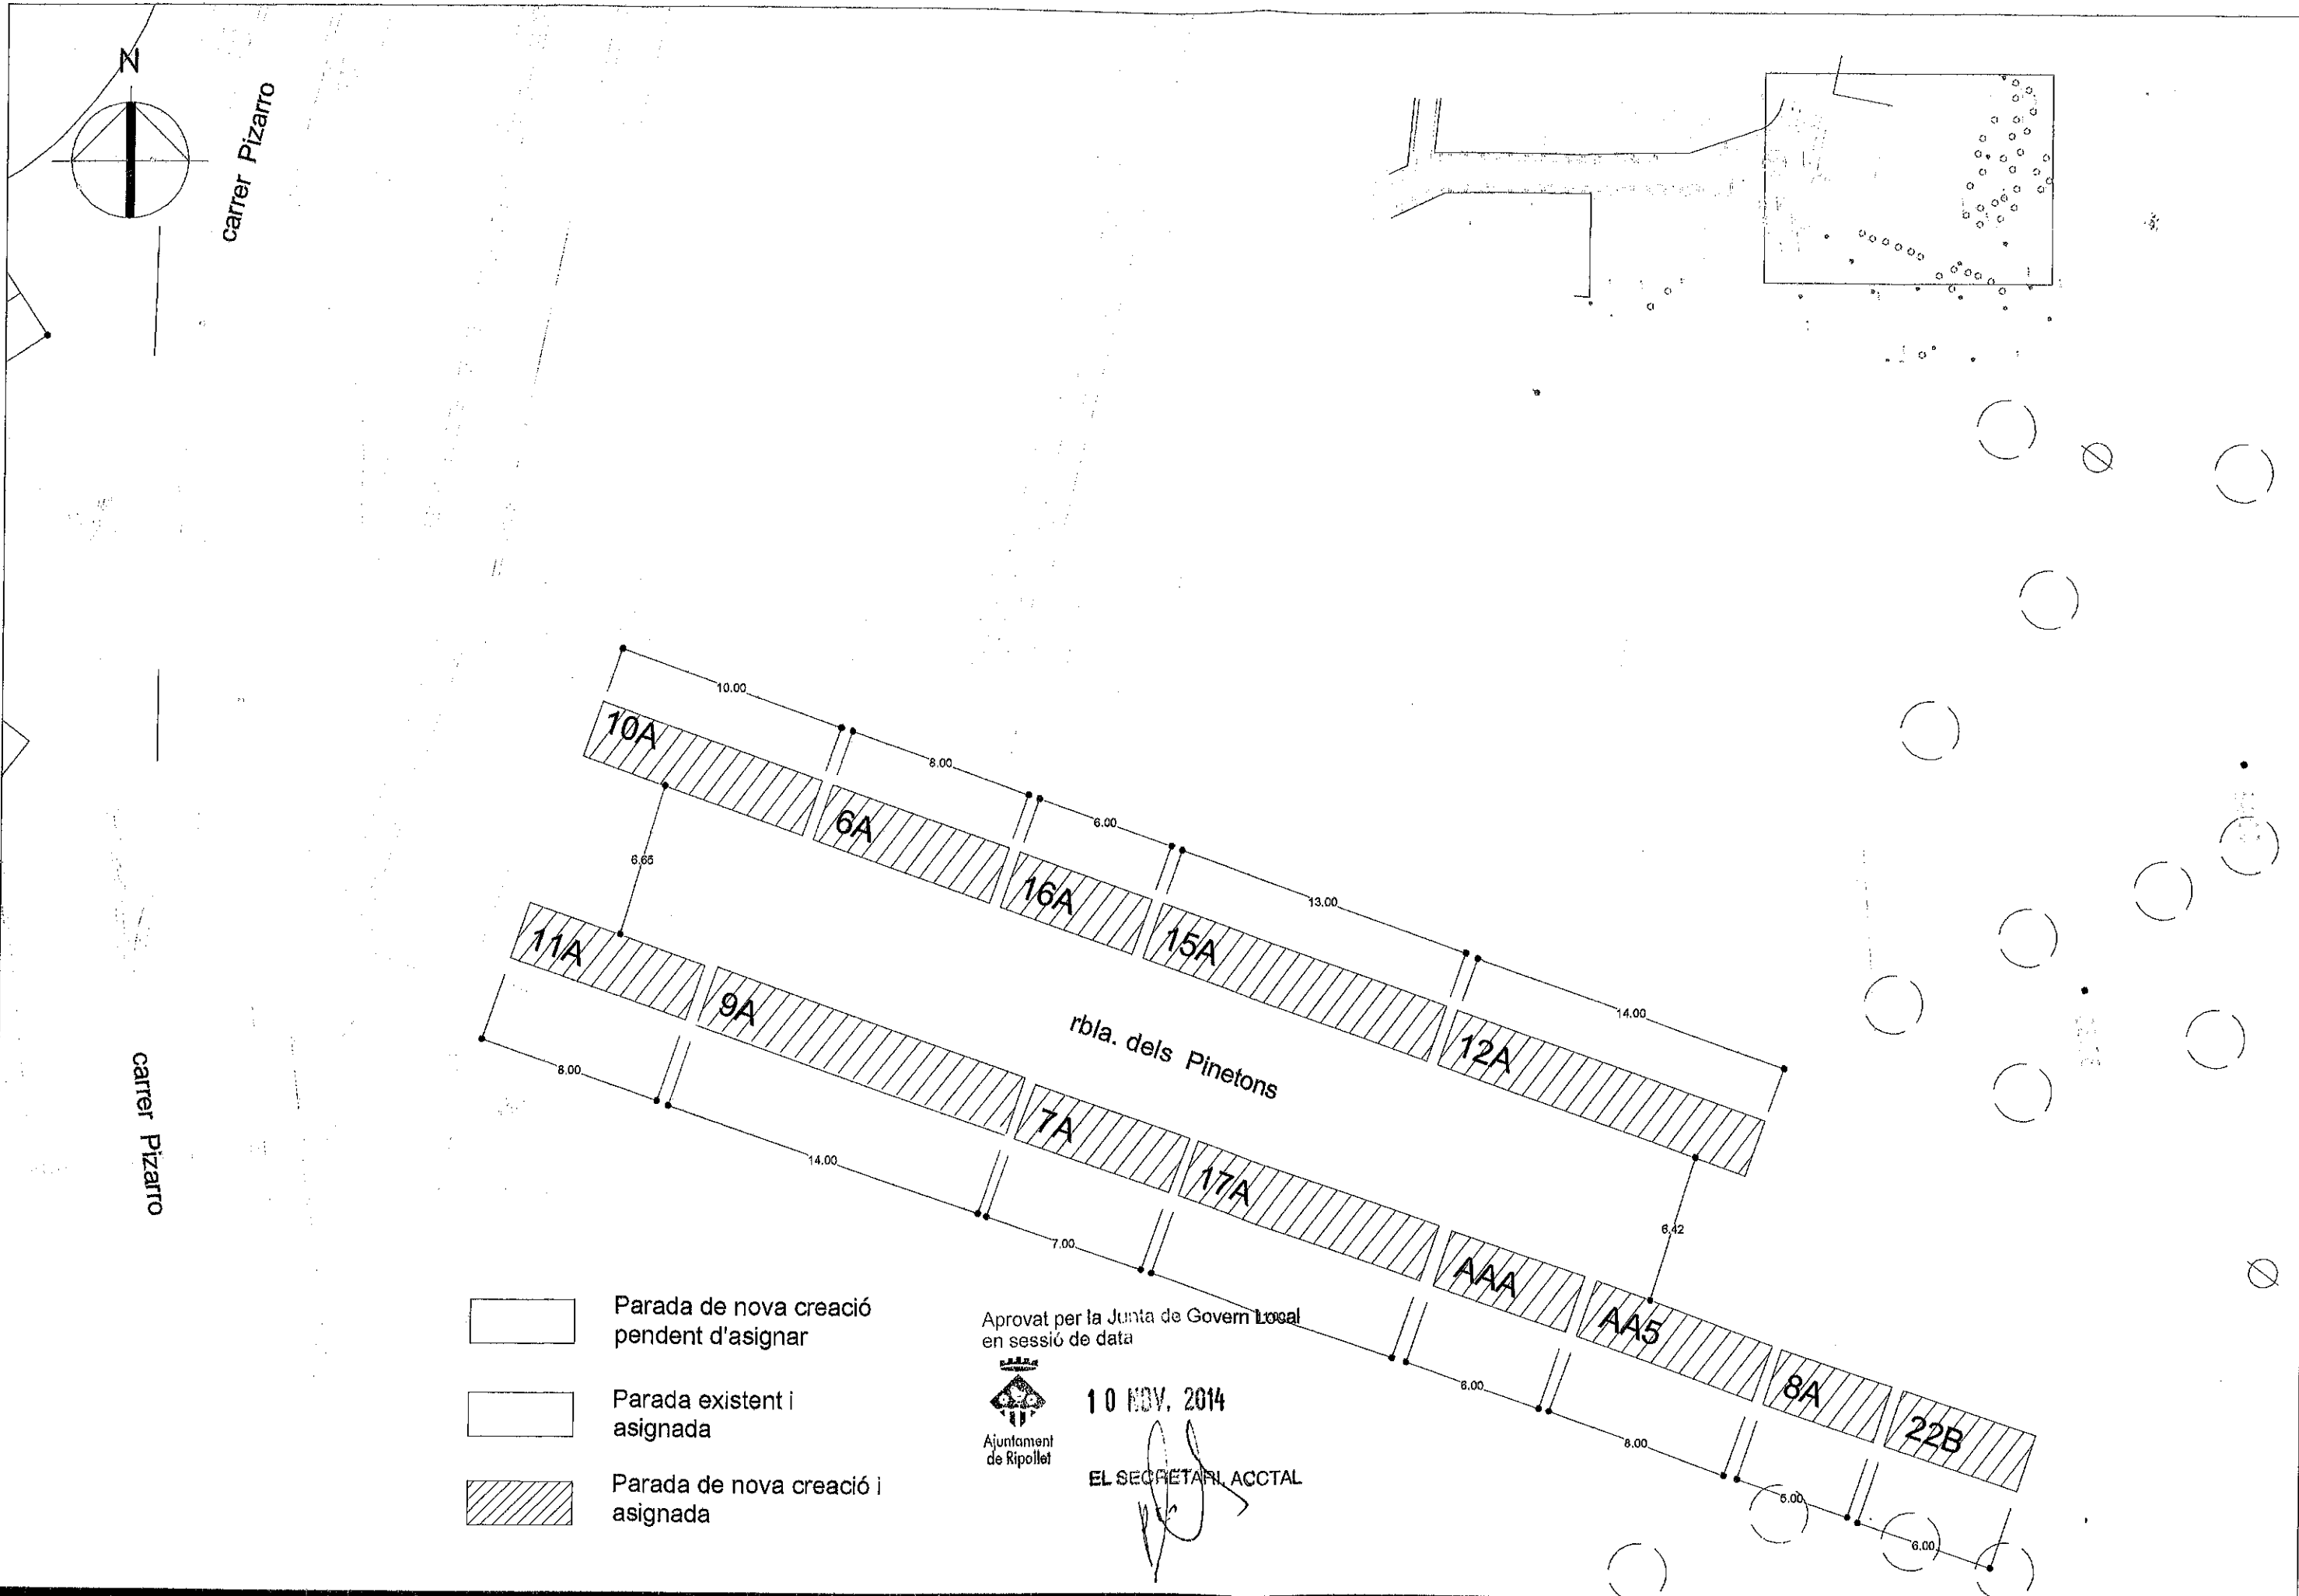 N
carrer Pizarro
10.00
10A
8.00
6A
6.00
6.65
16A
13.00
15A
11A
14.00
9A
12A
rbla. dels Pinetons
carrer Pizarro
8.00
7A
14.00
17A
6.42
7.00
AAA
AA5
8A
22B
6.00
8.00
5.00
6.00
Parada de nova creació
pendent d'asignar
Parada existent i
asignada
Parada de nova creació i
asignada
Aprovat per la Junta de Govern Local
en sessió de data
10 NOV. 2014
Ajuntament
de Ripollet
EL SECRETARI, ACCTAL